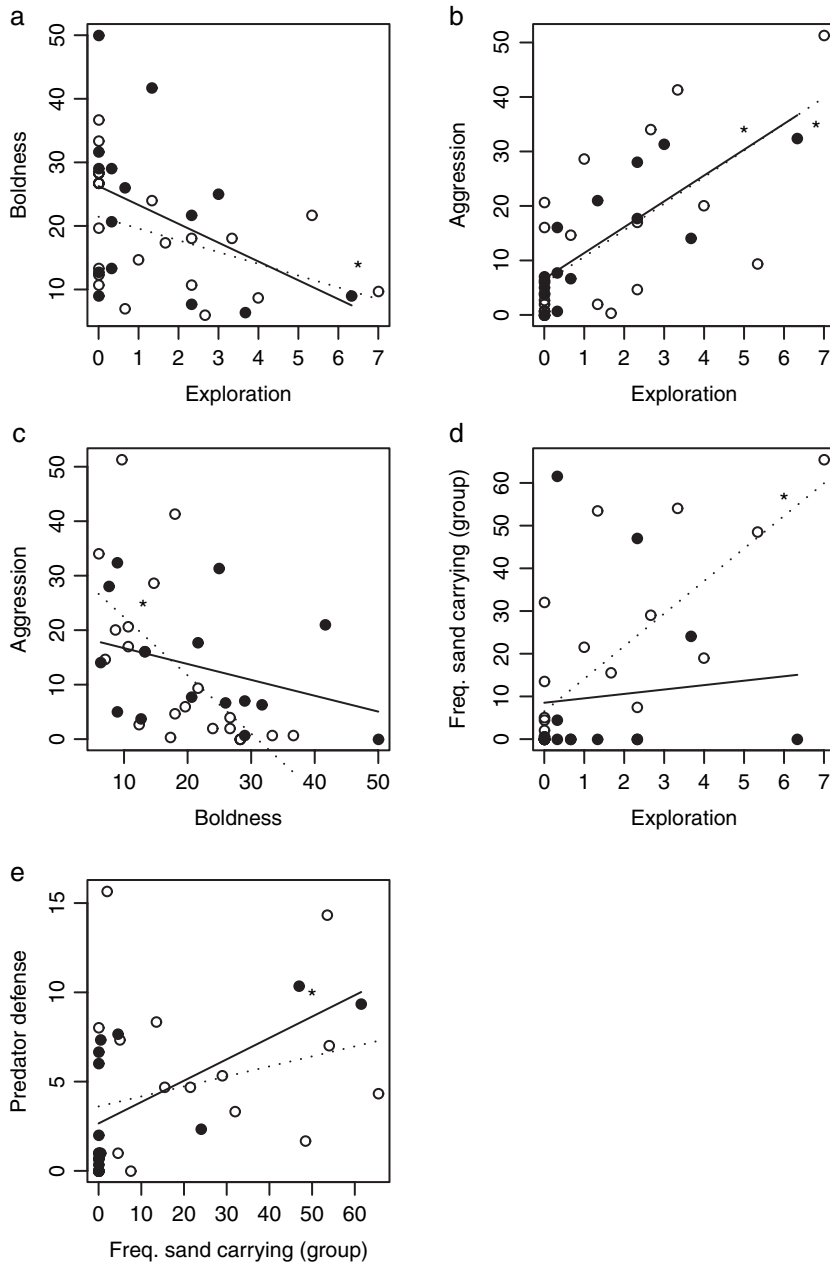 a
50
40
30
20
10
Boldness
0 1 2 3 4 5 6 7
Exploration
*
b
50
40
30
20
10
0
Aggression
0 1 2 3 4 5 6 7
Exploration
* *
c
50
40
30
20
10
0
Aggression
10 20 30 40 50
Boldness
*
d
60
50
40
30
20
10
0
Freq. sand carrying (group)
0 1 2 3 4 5 6 7
Exploration
*
e
15
10
5
0
Predator defense
0 10 20 30 40 50 60
Freq. sand carrying (group)
*